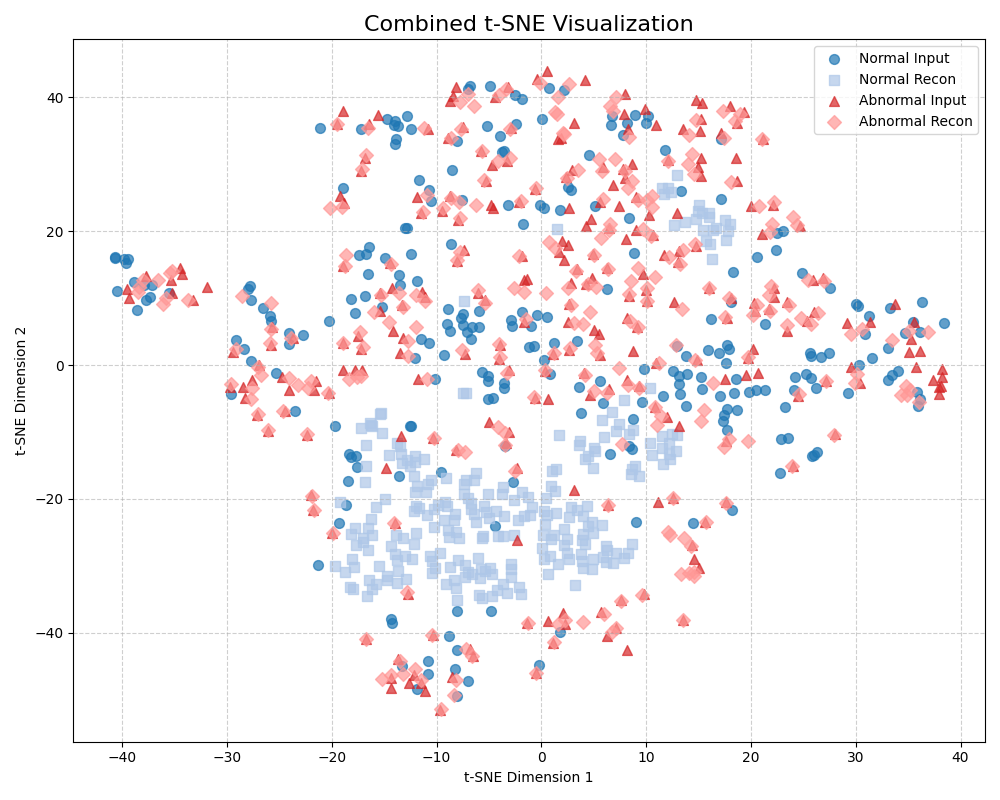 Combined t-SNE Visualization
Normal Input
Normal Recon
Abnormal Input
Abnormal Recon
40
20
0
−20
−40
t-SNE Dimension 2
−40 −30 −20 −10 0 10 20 30 40
t-SNE Dimension 1